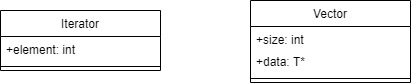 Iterator
+element: int
Vector
+size: int
+data: T*